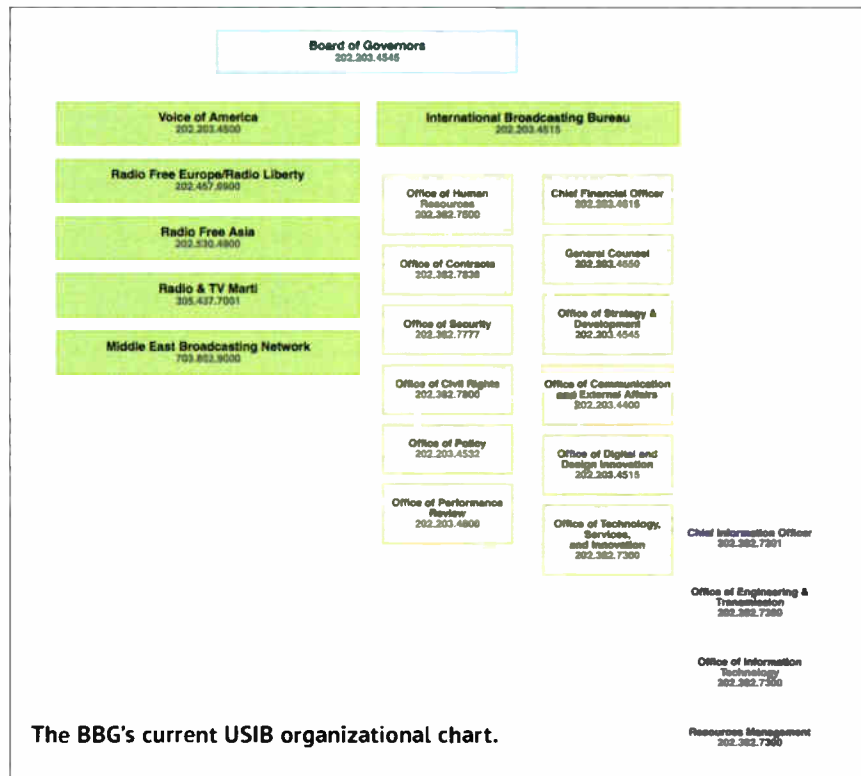 Board of Governors
202.203.4545
Voice of America
202.203.4500
Radio Free Europe/Radio Liberty
202.457.6900
Radio Free Asia
202.530.4900
Radio & TV Marti
305.437.7001
Middle East Broadcasting Network
703.852.9000
International Broadcasting Bureau
202.203.4515
Office of Human
Resources
202.382.7500
Office of Contracts
202.382.7838
Office of Security
202.382.7777
Office of Civil Rights
202.382.7800
Office of Policy
202.203.4532
Office of Performance
Review
202.203.4800
Chief Financial Officer
General Counsel
202.203.4550
Office of Strategy &
Development
202.203.4545
Office of Communication
and External Affairs
202.203.4400
Office of Digital and
Design Innovation
202.203.4515
Office of Technology,
Services,
and Innovation
202.382.7300
Chief Information Officer
202.382.7301
Office of Engineering &
Transmission
Office of Information
Technology
202.382.7300
Resources Management
202.382.7300
The BBG's current USIB organizational chart.